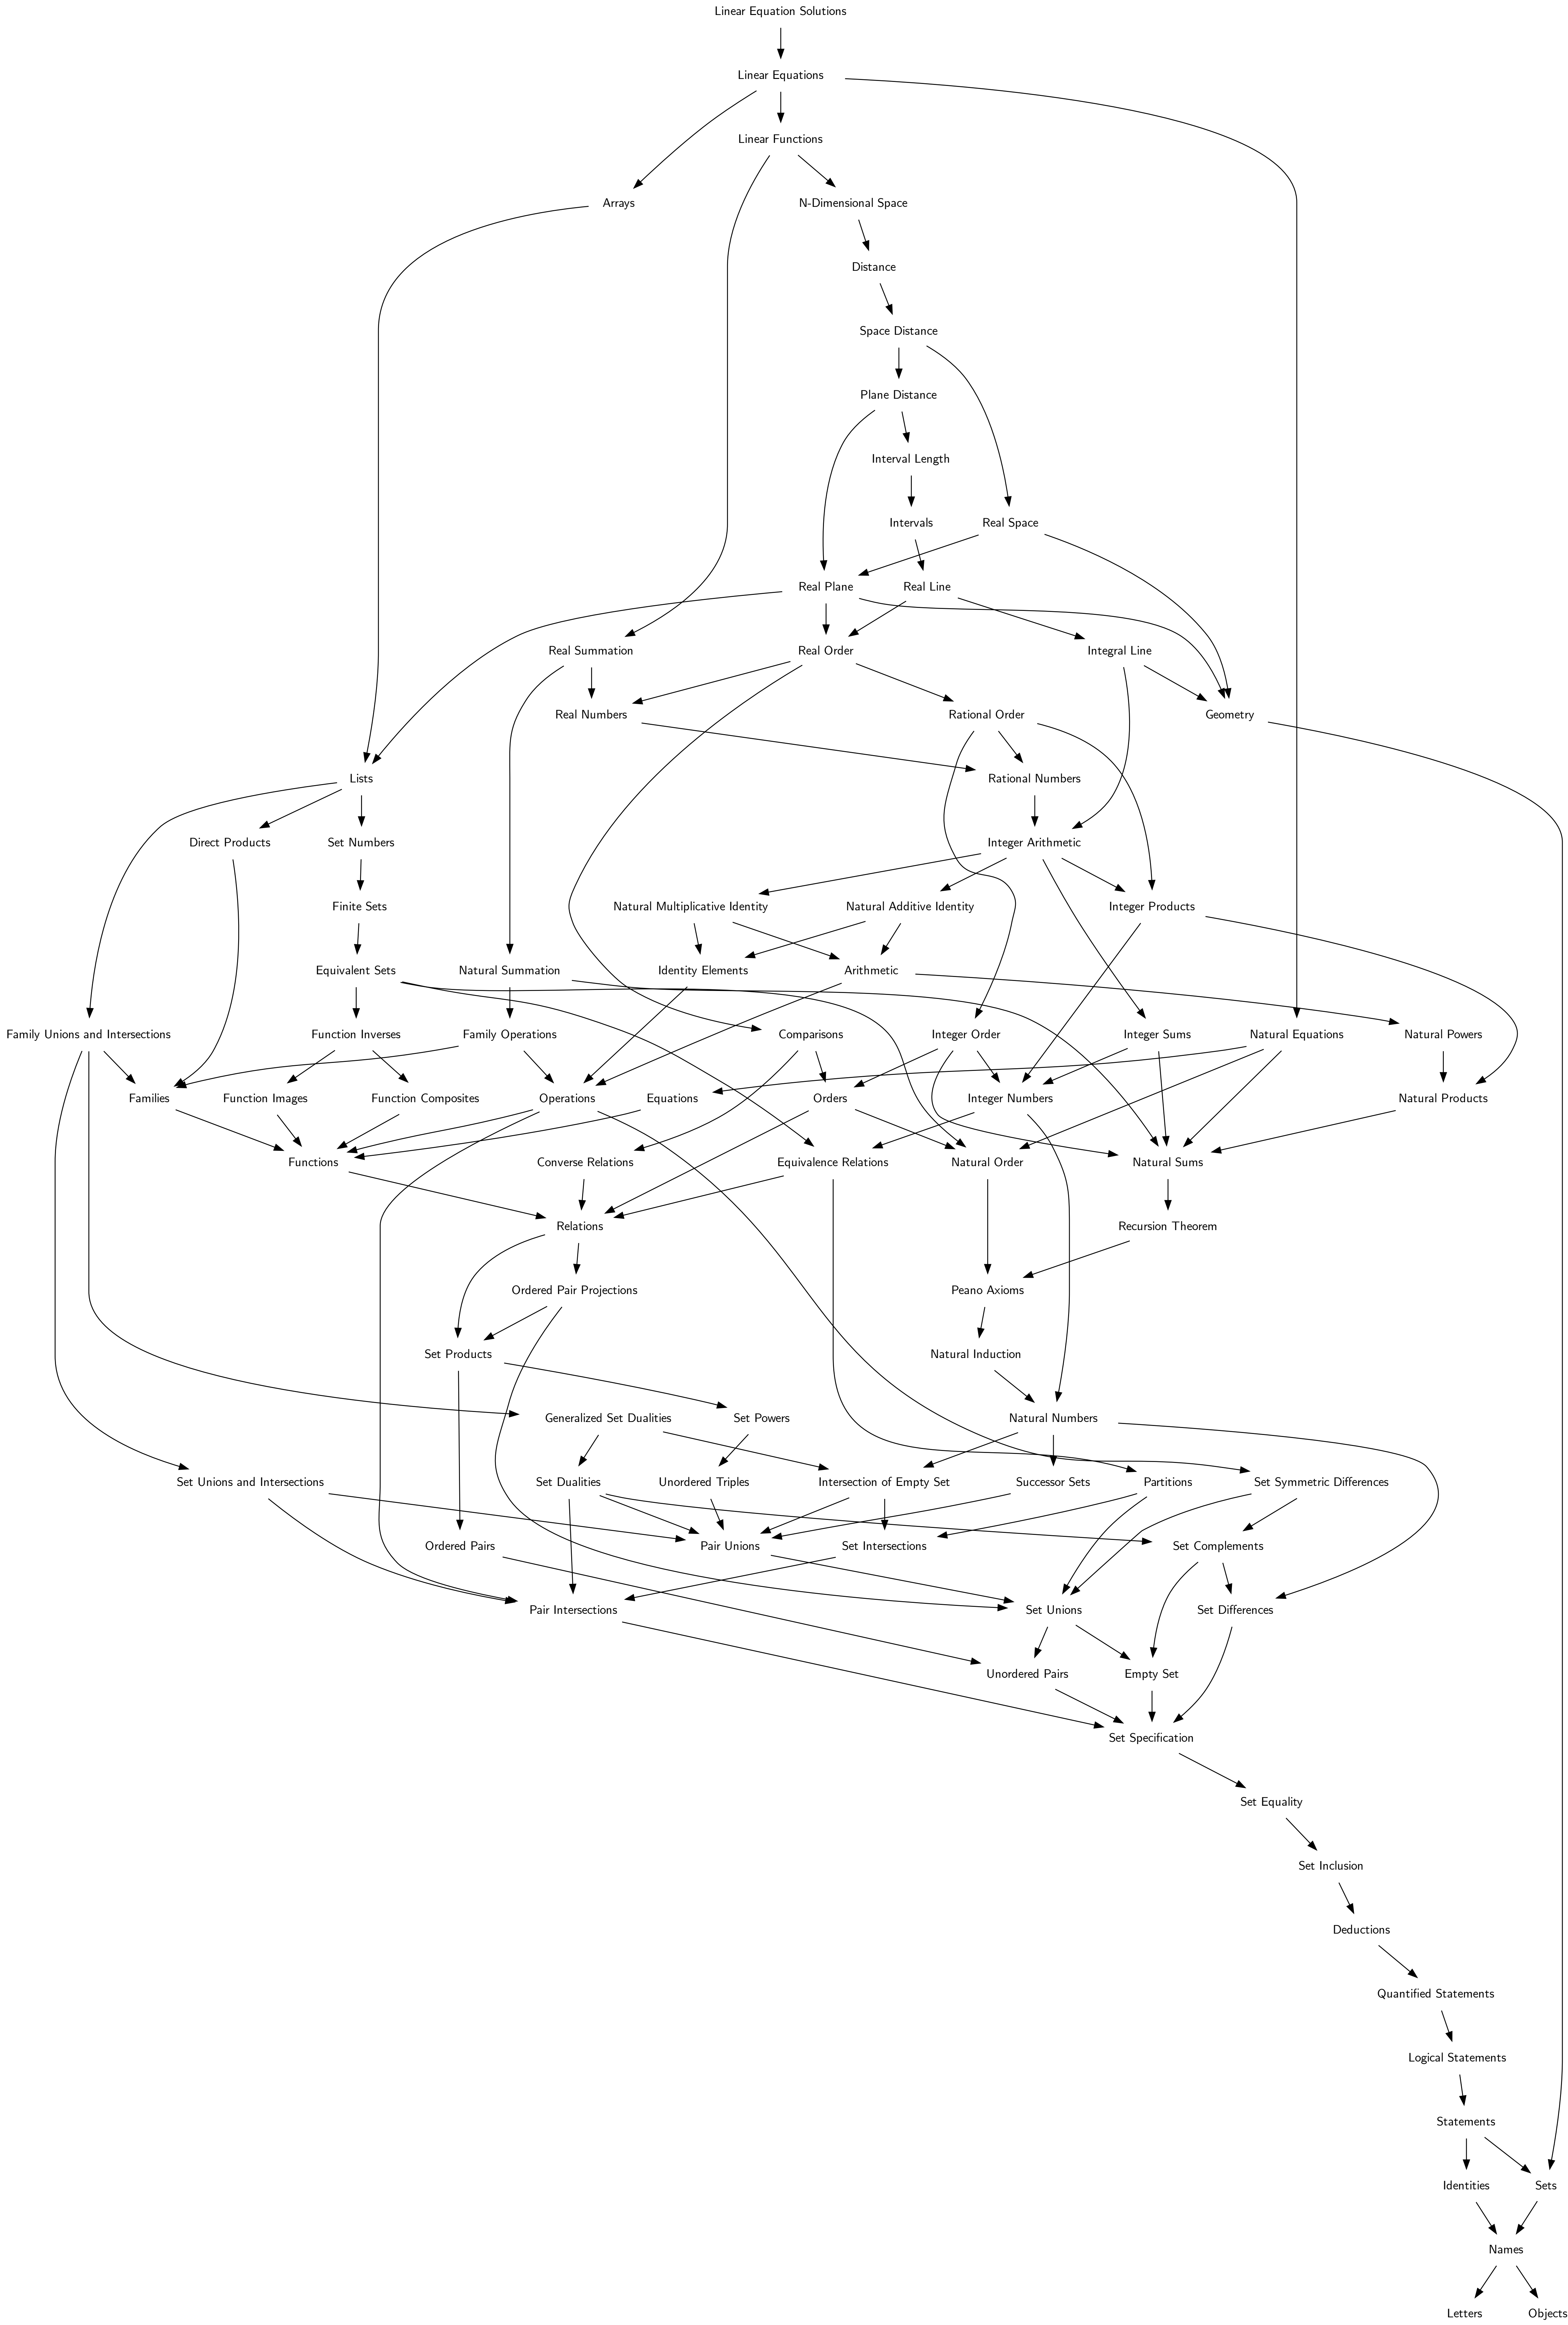 Linear Equation Solutions
Linear Equations
Linear Functions
Arrays
N-Dimensional Space
Distance
Space Distance
Plane Distance
Interval Length
Intervals
Real Space
Real Plane
Real Line
Real Summation
Real Order
Integral Line
Real Numbers
Rational Order
Geometry
Lists
Rational Numbers
Direct Products
Set Numbers
Integer Arithmetic
Finite Sets
Natural Multiplicative Identity
Natural Additive Identity
Integer Products
Equivalent Sets
Natural Summation
Identity Elements
Arithmetic
Family Unions and Intersections
Function Inverses
Family Operations
Comparisons
Integer Order
Integer Sums
Natural Equations
Natural Powers
Families
Function Images
Function Composites
Operations
Equations
Orders
Integer Numbers
Natural Products
Functions
Converse Relations
Equivalence Relations
Natural Order
Natural Sums
Relations
Recursion Theorem
Ordered Pair Projections
Peano Axioms
Set Products
Natural Induction
Generalized Set Dualities
Set Powers
Natural Numbers
Set Unions and Intersections
Set Dualities
Unordered Triples
Intersection of Empty Set
Successor Sets
Partitions
Set Symmetric Differences
Ordered Pairs
Pair Unions
Set Intersections
Set Complements
Pair Intersections
Set Unions
Set Differences
Unordered Pairs
Empty Set
Set Specification
Set Equality
Set Inclusion
Deductions
Quantified Statements
Logical Statements
Statements
Identities
Sets
Names
Letters
Objects